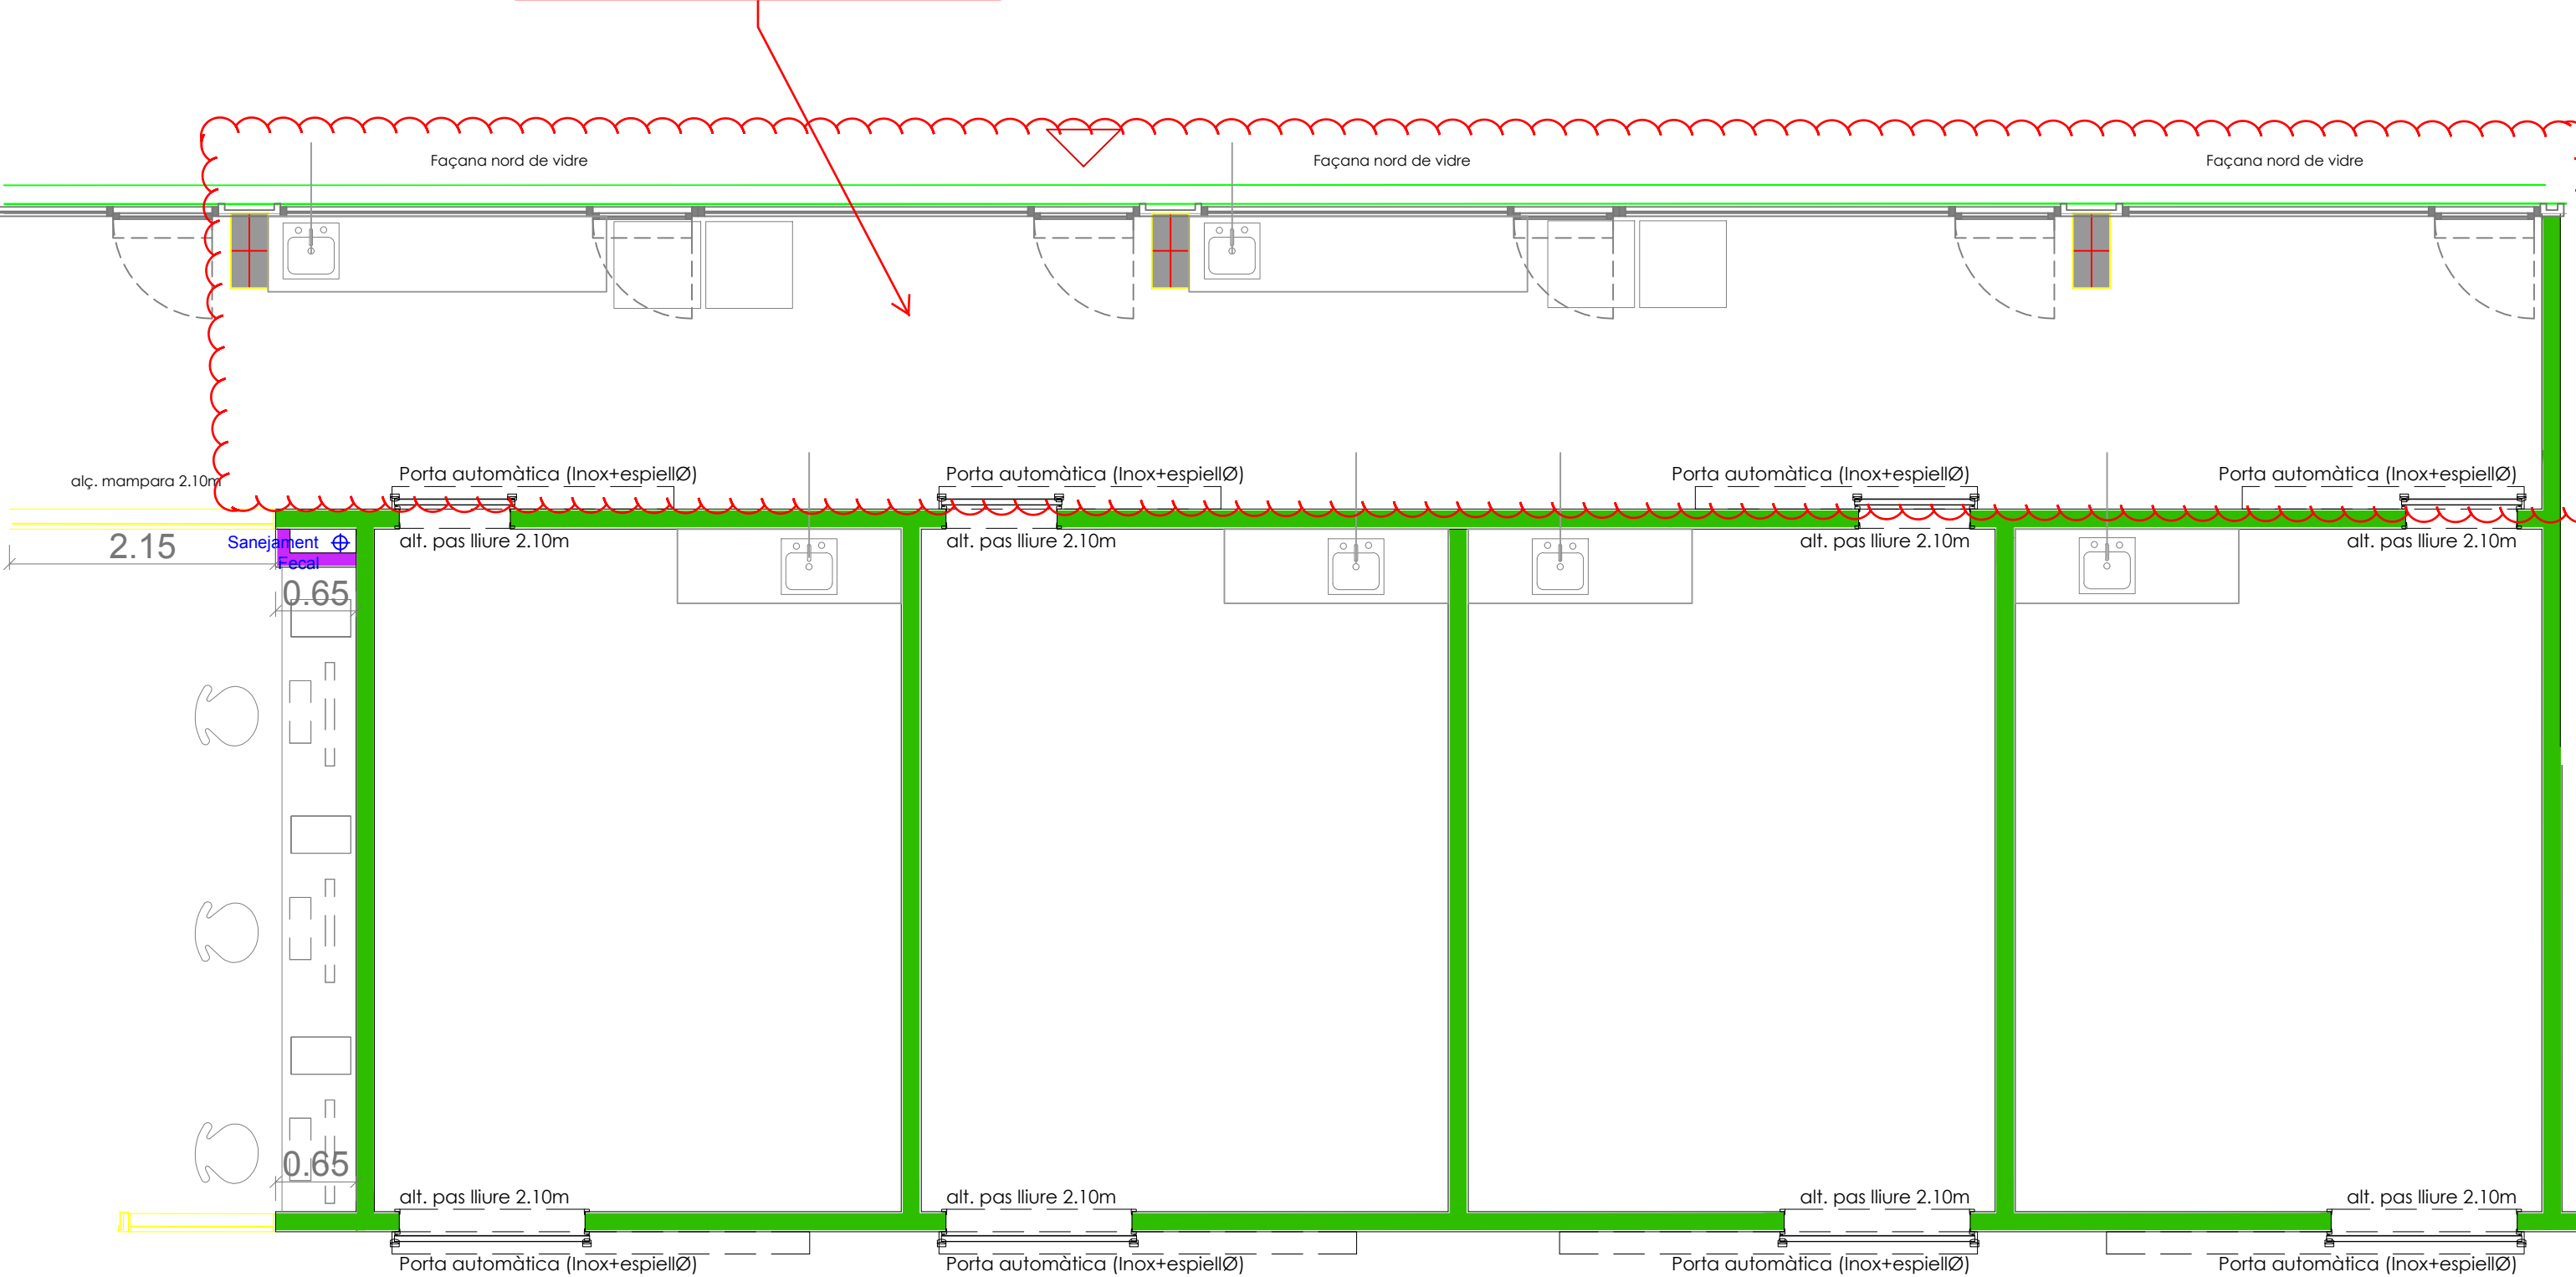 Façana nord de vidre
Façana nord de vidre
Façana nord de vidre
alç. mampara 2.10m
Porta automàtica (Inox+espiellØ)
Porta automàtica (Inox+espiellØ)
Porta automàtica (Inox+espiellØ)
Porta automàtica (Inox+espiellØ)
2.15
Sanejament
Fecal
alt. pas lliure 2.10m
alt. pas lliure 2.10m
alt. pas lliure 2.10m
alt. pas lliure 2.10m
0.65
0.65
alt. pas lliure 2.10m
alt. pas lliure 2.10m
alt. pas lliure 2.10m
alt. pas lliure 2.10m
Porta automàtica (Inox+espiellØ)
Porta automàtica (Inox+espiellØ)
Porta automàtica (Inox+espiellØ)
Porta automàtica (Inox+espiellØ)